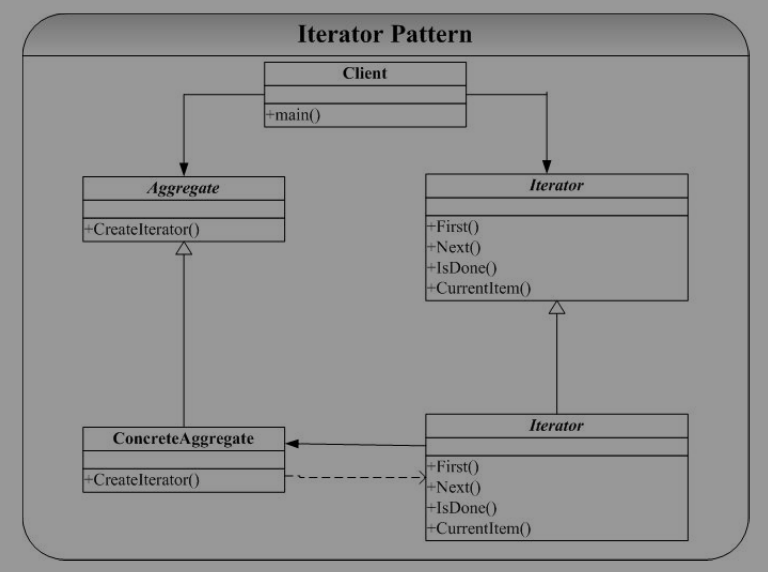 Iterator Pattern
Client
+main()
Aggregate
+CreateIterator()
Iterator
+First()
+Next()
+IsDone()
+CurrentItem()
ConcreteAggregate
+CreateIterator()
Iterator
+First()
+Next()
+IsDone()
+CurrentItem()